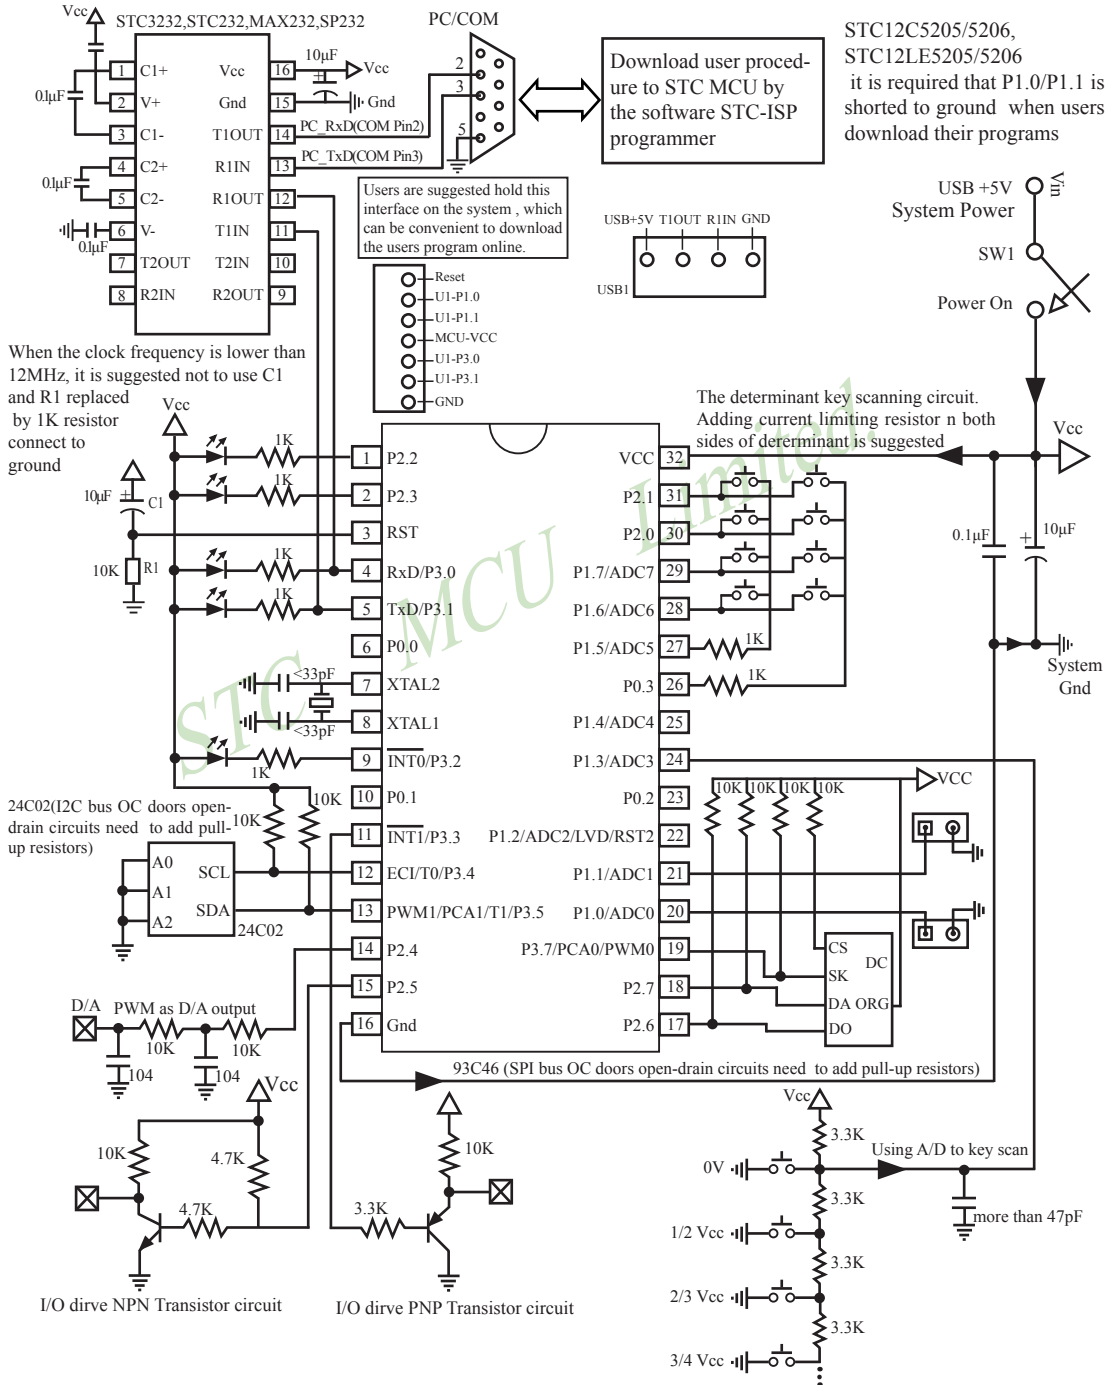 Vcc
STC3232,STC232,MAX232,SP232
PC/COM
STC12C5205/5206,
STC12LE5205/5206
it is required that P1.0/P1.1 is
shorted to ground when users
download their programs
1 C1+ Vcc 16
10μF
Vcc
0.1μF
2 V+ Gnd 15
Gnd
3 C1- T1OUT 14
PC_RxD(COM Pin2)
4 C2+ R1IN 13
PC_TxD(COM Pin3)
0.1μF
5 C2- R1OUT 12
6 V- T1IN 11
0.1μF
7 T2OUT T2IN 10
8 R2IN R2OUT 9
2
3
5
Download user proced-
ure to STC MCU by
the software STC-ISP
programmer
Users are suggested hold this
interface on the system , which
can be convenient to download
the users program online.
Reset
U1-P1.0
U1-P1.1
MCU-VCC
U1-P3.0
U1-P3.1
GND
USB+5V T1OUT R1IN GND
USB1
USB +5V
System Power
Vin
SW1
Power On
When the clock frequency is lower than
12MHz, it is suggested not to use C1
and R1 replaced
by 1K resistor
connect to
ground
Vcc
10μF
+
C1
10K
R1
1K
1K
1K
1K
<33pF
<33pF
1K
The determinant key scanning circuit.
Adding current limiting resistor n both
sides of determinant is suggested
Vcc
1 P2.2
2 P2.3
3 RST
4 RxD/P3.0
5 TxD/P3.1
6 P0.0
7 XTAL2
8 XTAL1
9 INT0/P3.2
10 P0.1
11 INT1/P3.3
12 ECI/T0/P3.4
13 PWM1/PCA1/T1/P3.5
14 P2.4
15 P2.5
16 Gnd
VCC 32
P2.1 31
P2.0 30
P1.7/ADC7 29
P1.6/ADC6 28
P1.5/ADC5 27
P0.3 26
P1.4/ADC4 25
P1.3/ADC3 24
P0.2 23
P1.2/ADC2/LVD/RST2 22
P1.1/ADC1 21
P1.0/ADC0 20
P3.7/PCA0/PWM0 19
P2.7 18
P2.6 17
STC MCU Limited.
1K
1K
0.1μF
10μF
+
System
Gnd
24C02(I2C bus OC doors open-
drain circuits need to add pull-
up resistors)
10K
10K
A0
A1
A2
SCL
SDA
24C02
10K
10K
10K
10K
VCC
CS
SK
DA
DO
DC
ORG
D/A
PWM as D/A output
10K
10K
104
104
93C46 (SPI bus OC doors open-drain circuits need to add pull-up resistors)
Vcc
10K
4.7K
4.7K
I/O dirve NPN Transistor circuit
10K
3.3K
I/O dirve PNP Transistor circuit
Vcc
3.3K
Using A/D to key scan
0V
3.3K
more than 47pF
1/2 Vcc
3.3K
2/3 Vcc
3.3K
3/4 Vcc